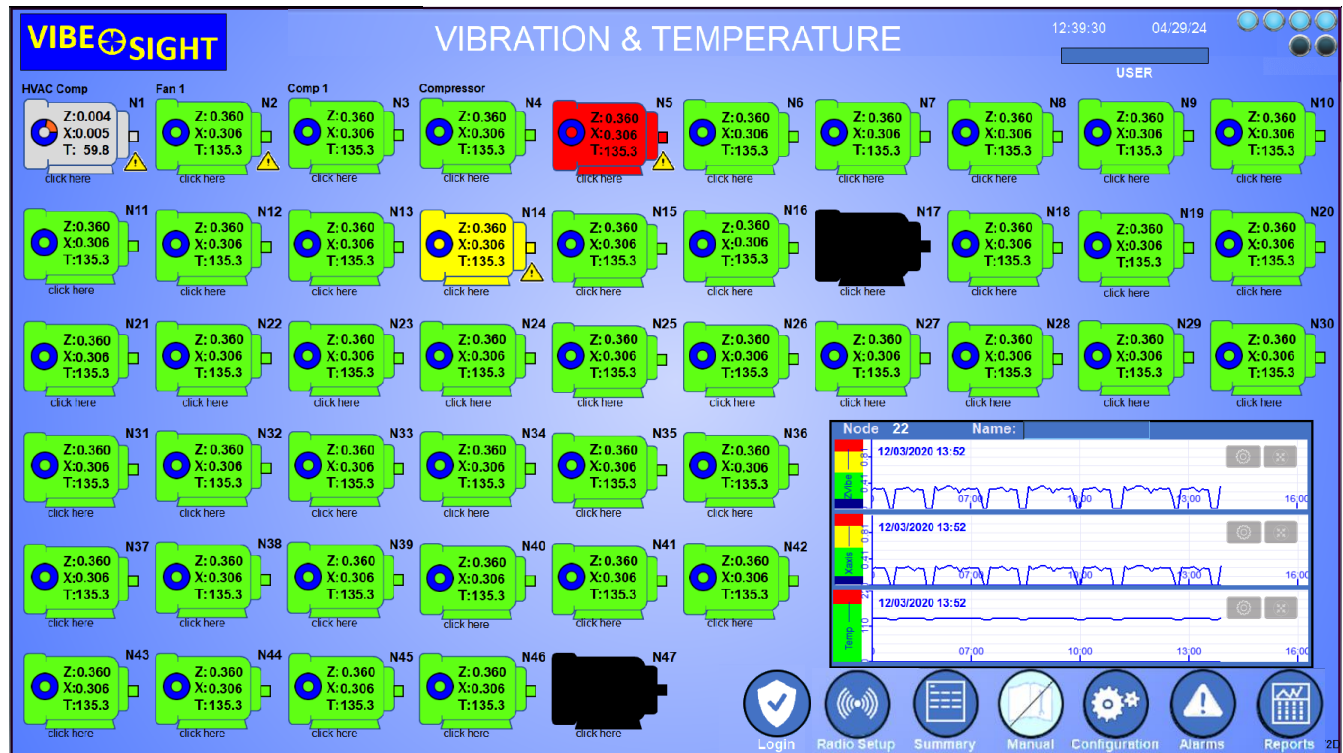 VIBE SIGHT
VIBRATION & TEMPERATURE
12:39:30 04/29/24
USER
HVAC Comp Fan 1 Comp 1 Compressor
N1 N2 N3 N4 N5 N6 N7 N8 N9 N10
Z:0.004 Z:0.360 Z:0.360 Z:0.360 Z:0.360 Z:0.360 Z:0.360 Z:0.360 Z:0.360 Z:0.360
X:0.005 X:0.306 X:0.306 X:0.306 X:0.306 X:0.306 X:0.306 X:0.306 X:0.306 X:0.306
T: 59.8 T:135.3 T:135.3 T:135.3 T:135.3 T:135.3 T:135.3 T:135.3 T:135.3 T:135.3
click here click here click here click here click here click here click here click here click here click here
N11 N12 N13 N14 N15 N16 N17 N18 N19 N20
Z:0.360 Z:0.360 Z:0.360 Z:0.360 Z:0.360 Z:0.360 Z:0.360 Z:0.360 Z:0.360
X:0.306 X:0.306 X:0.306 X:0.306 X:0.306 X:0.306 X:0.306 X:0.306 X:0.306
T:135.3 T:135.3 T:135.3 T:135.3 T:135.3 T:135.3 T:135.3 T:135.3 T:135.3
click here click here click here click here click here click here click here click here click here click here
N21 N22 N23 N24 N25 N26 N27 N28 N29 N30
Z:0.360 Z:0.360 Z:0.360 Z:0.360 Z:0.360 Z:0.360 Z:0.360 Z:0.360 Z:0.360 Z:0.360
X:0.306 X:0.306 X:0.306 X:0.306 X:0.306 X:0.306 X:0.306 X:0.306 X:0.306 X:0.306
T:135.3 T:135.3 T:135.3 T:135.3 T:135.3 T:135.3 T:135.3 T:135.3 T:135.3 T:135.3
click here click here click here click here click here click here click here click here click here click here
N31 N32 N33 N34 N35 N36
Z:0.360 Z:0.360 Z:0.360 Z:0.360 Z:0.360 Z:0.360
X:0.306 X:0.306 X:0.306 X:0.306 X:0.306 X:0.306
T:135.3 T:135.3 T:135.3 T:135.3 T:135.3 T:135.3
click here click here click here click here click here click here
N37 N38 N39 N40 N41 N42
Z:0.360 Z:0.360 Z:0.360 Z:0.360 Z:0.360 Z:0.360
X:0.306 X:0.306 X:0.306 X:0.306 X:0.306 X:0.306
T:135.3 T:135.3 T:135.3 T:135.3 T:135.3 T:135.3
click here click here click here click here click here click here
N43 N44 N45 N46 N47
Z:0.360 Z:0.360 Z:0.360 Z:0.360
X:0.306 X:0.306 X:0.306 X:0.306
T:135.3 T:135.3 T:135.3 T:135.3
click here click here click here click here click here
Node 22 Name:
12/03/2020 13:52
ZVibe 0.41 0.81
07:00 10:00 13:00 16:00
12/03/2020 13:52
Xaxis 0.41 0.81
07:00 10:00 13:00 16:00
12/03/2020 13:52
Temp 110
07:00 10:00 13:00 16:00
Login Radio Setup Summary Manual Configuration Alarms Reports